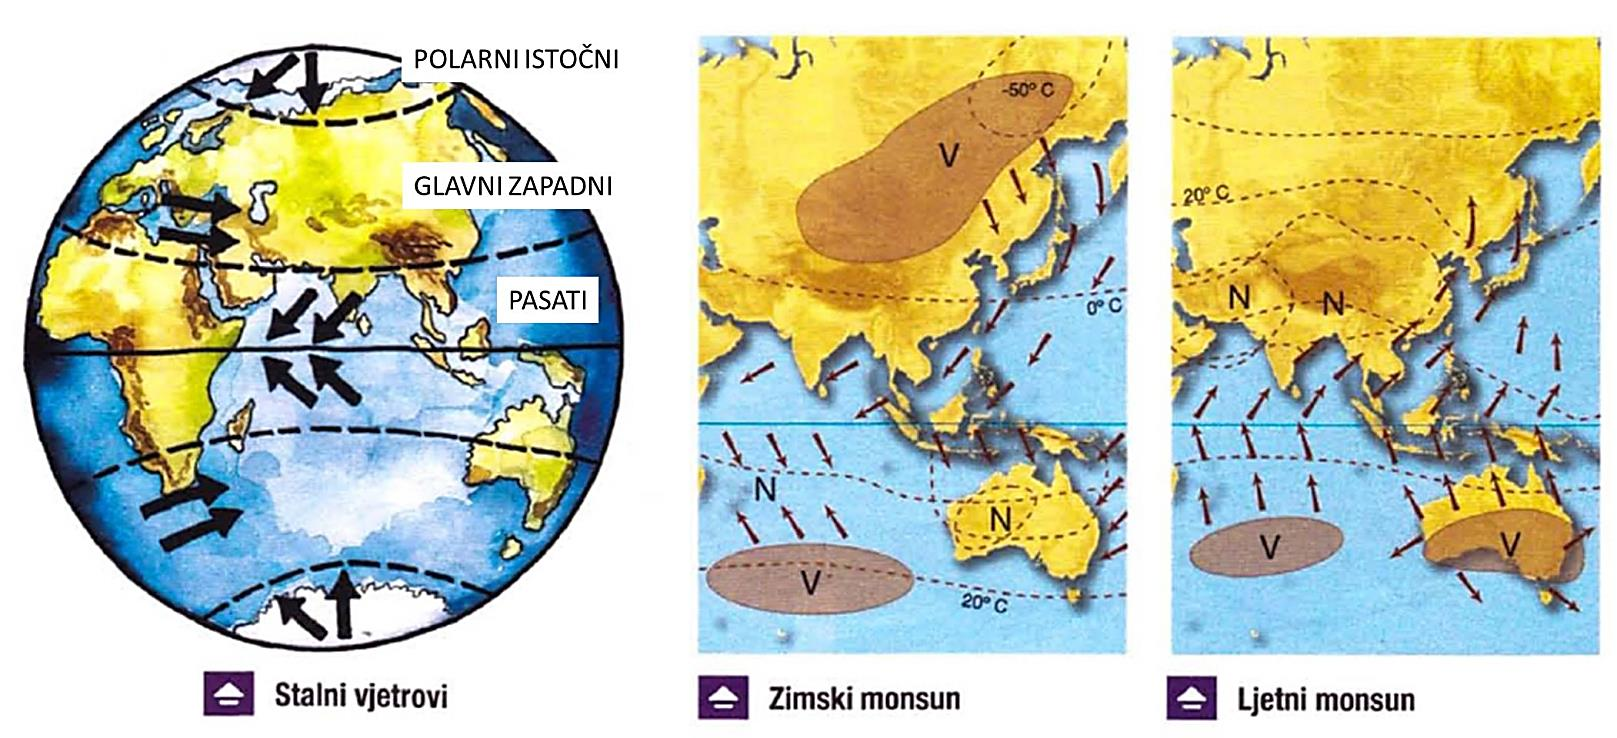 POLARNI ISTOČNI
GLAVNI ZAPADNI
PASATI
Stalni vjetrovi
-50° C
V
0° C
N
N
V
20° C
Zimski monsun
20° C
N
N
V
V
Ljetni monsun